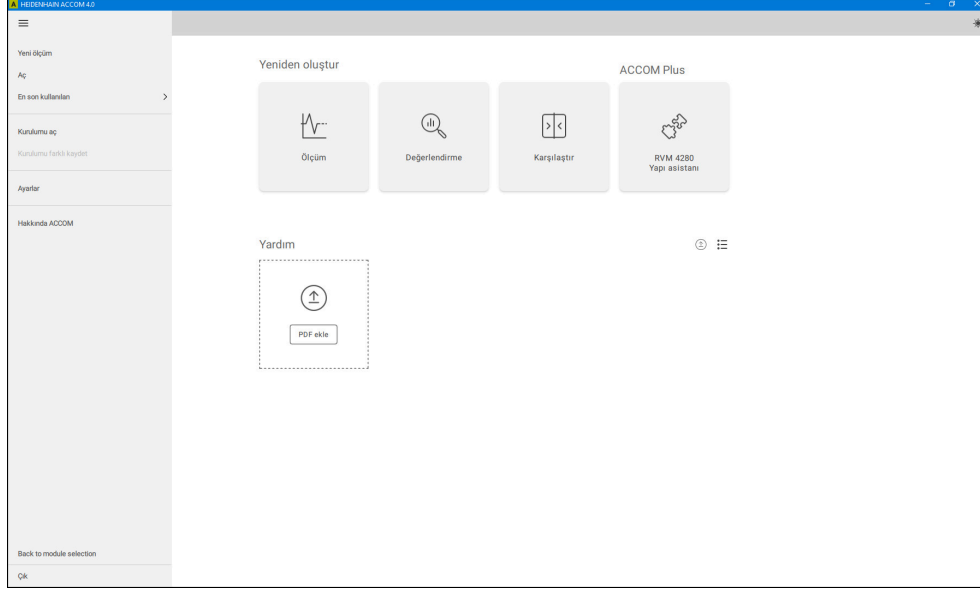 HEIDENHAIN ACCOM 4.0
Yeni ölçüm
Aç
En son kullanılan
Kurulumu aç
Kurulumu farklı kaydet
Ayarlar
Hakkında ACCOM
Back to module selection
Çık
Yeniden oluştur
ACCOM Plus
Ölçüm
Değerlendirme
Karşılaştır
RVM 4280
Yapı asistanı
Yardım
PDF ekle